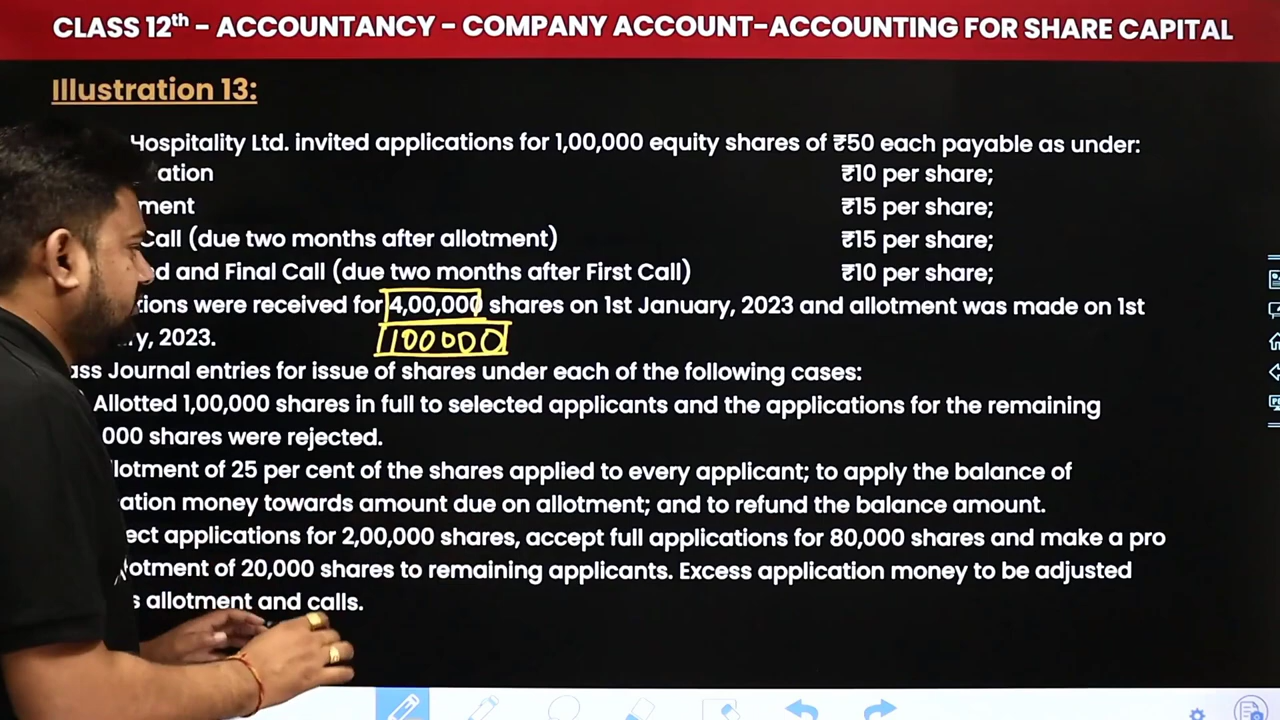 CLASS 12th - ACCOUNTANCY - COMPANY ACCOUNT-ACCOUNTING FOR SHARE CAPITAL
Illustration 13:
Hospitality Ltd. invited applications for 1,00,000 equity shares of ₹50 each payable as under:
ation ₹10 per share;
ment ₹15 per share;
Call (due two months after allotment) ₹15 per share;
nd and Final Call (due two months after First Call) ₹10 per share;
tions were received for 4,00,000 shares on 1st January, 2023 and allotment was made on 1st
ry, 2023. 100000
ass Journal entries for issue of shares under each of the following cases:
Allotted 1,00,000 shares in full to selected applicants and the applications for the remaining
000 shares were rejected.
llotment of 25 per cent of the shares applied to every applicant; to apply the balance of
ation money towards amount due on allotment; and to refund the balance amount.
ect applications for 2,00,000 shares, accept full applications for 80,000 shares and make a pro
lotment of 20,000 shares to remaining applicants. Excess application money to be adjusted
s allotment and calls.